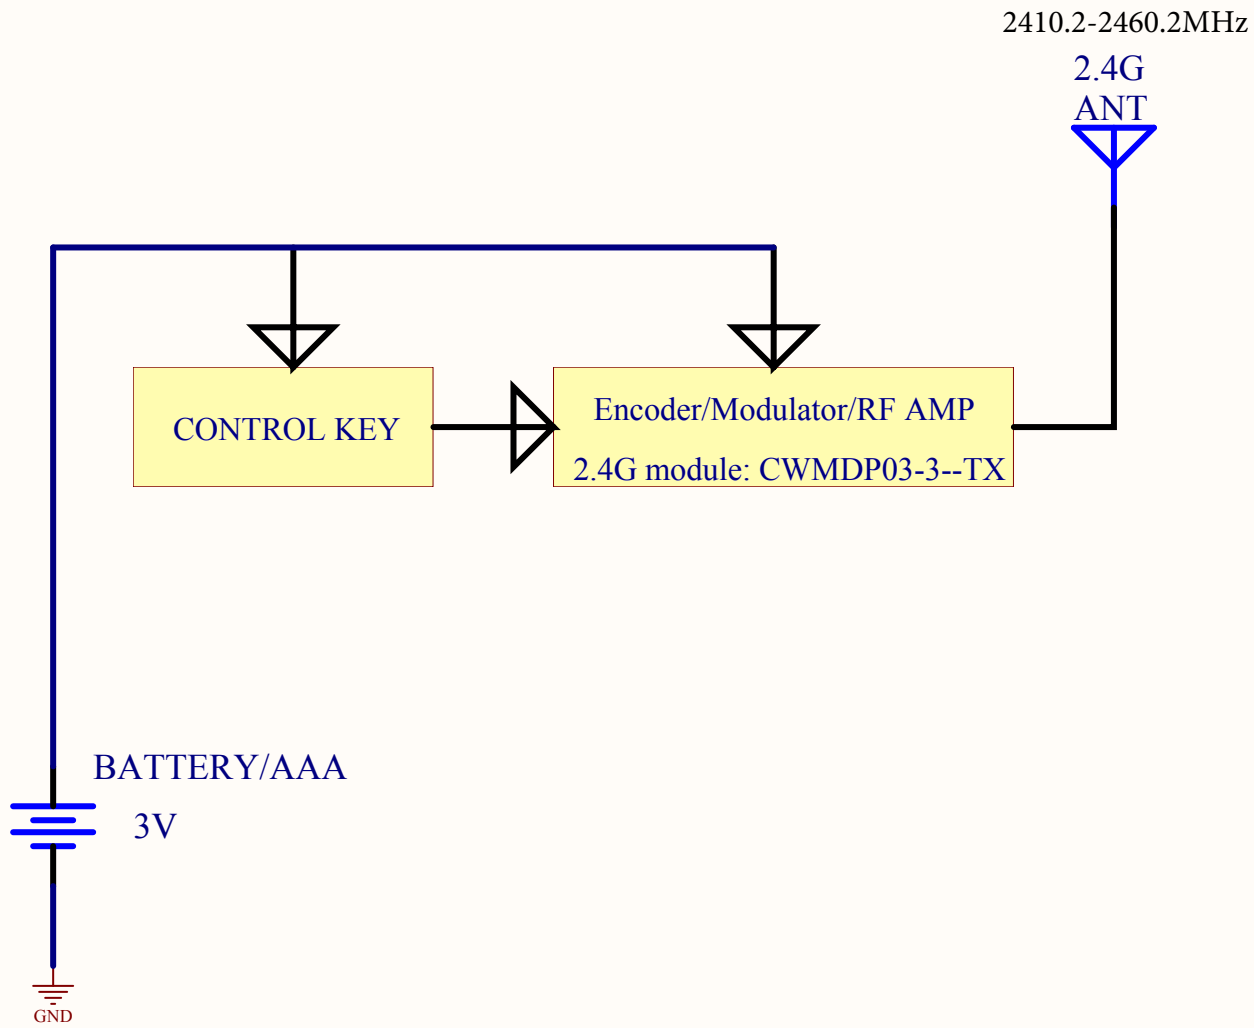 2410.2-2460.2MHz
2.4G
ANT
CONTROL KEY
Encoder/Modulator/RF AMP
2.4G module: CWMDP03-3--TX
BATTERY/AAA
3V
GND